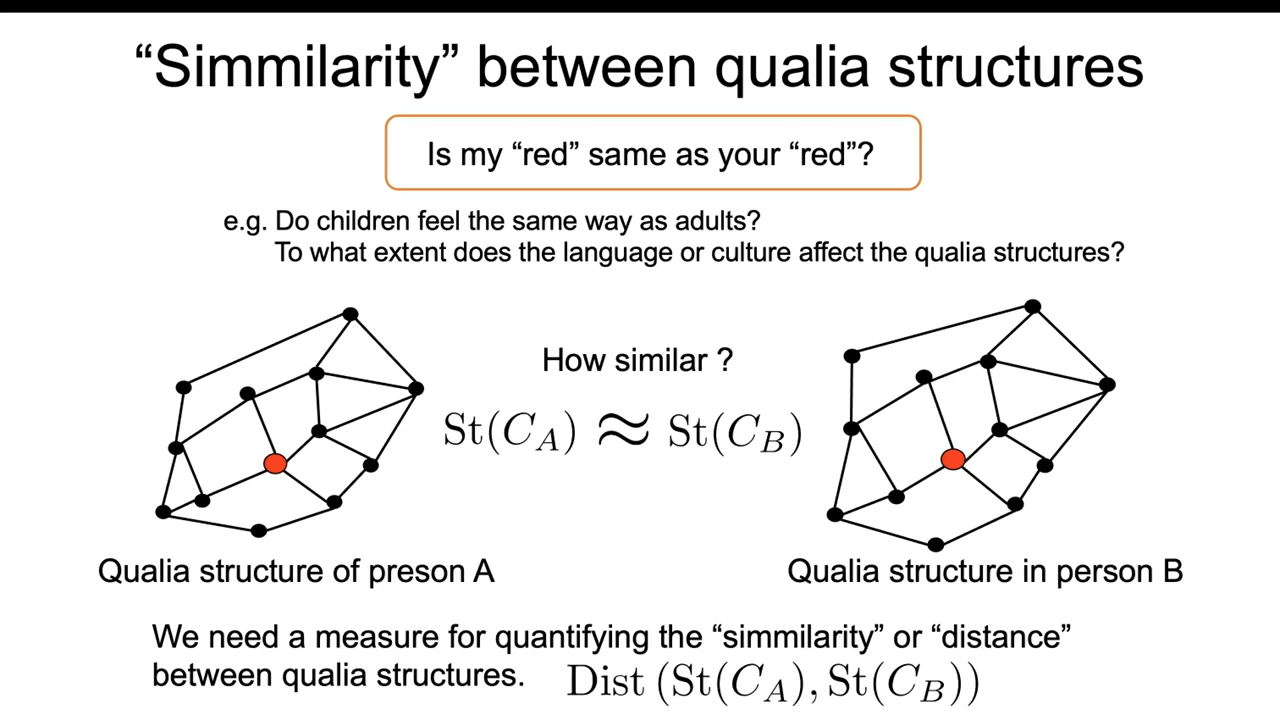 “Simmilarity” between qualia structures
Is my “red” same as your “red”?
e.g. Do children feel the same way as adults?
To what extent does the language or culture affect the qualia structures?
How similar ?
St(C_A) ≈ St(C_B)
Qualia structure of preson A
Qualia structure in person B
We need a measure for quantifying the “simmilarity” or “distance”
between qualia structures. Dist (St(C_A), St(C_B))